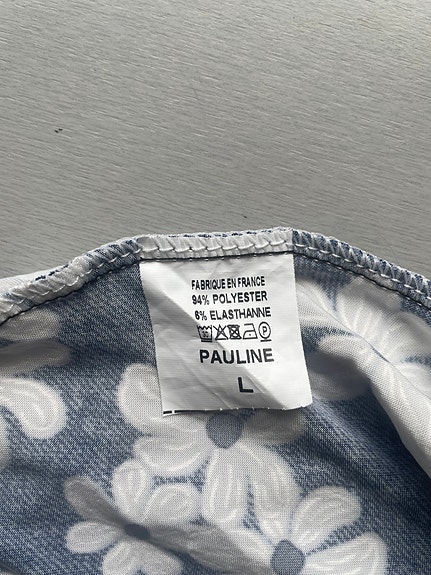 FABRIQUE EN FRANCE
94% POLYESTER
6% ELASTHANNE
PAULINE
L